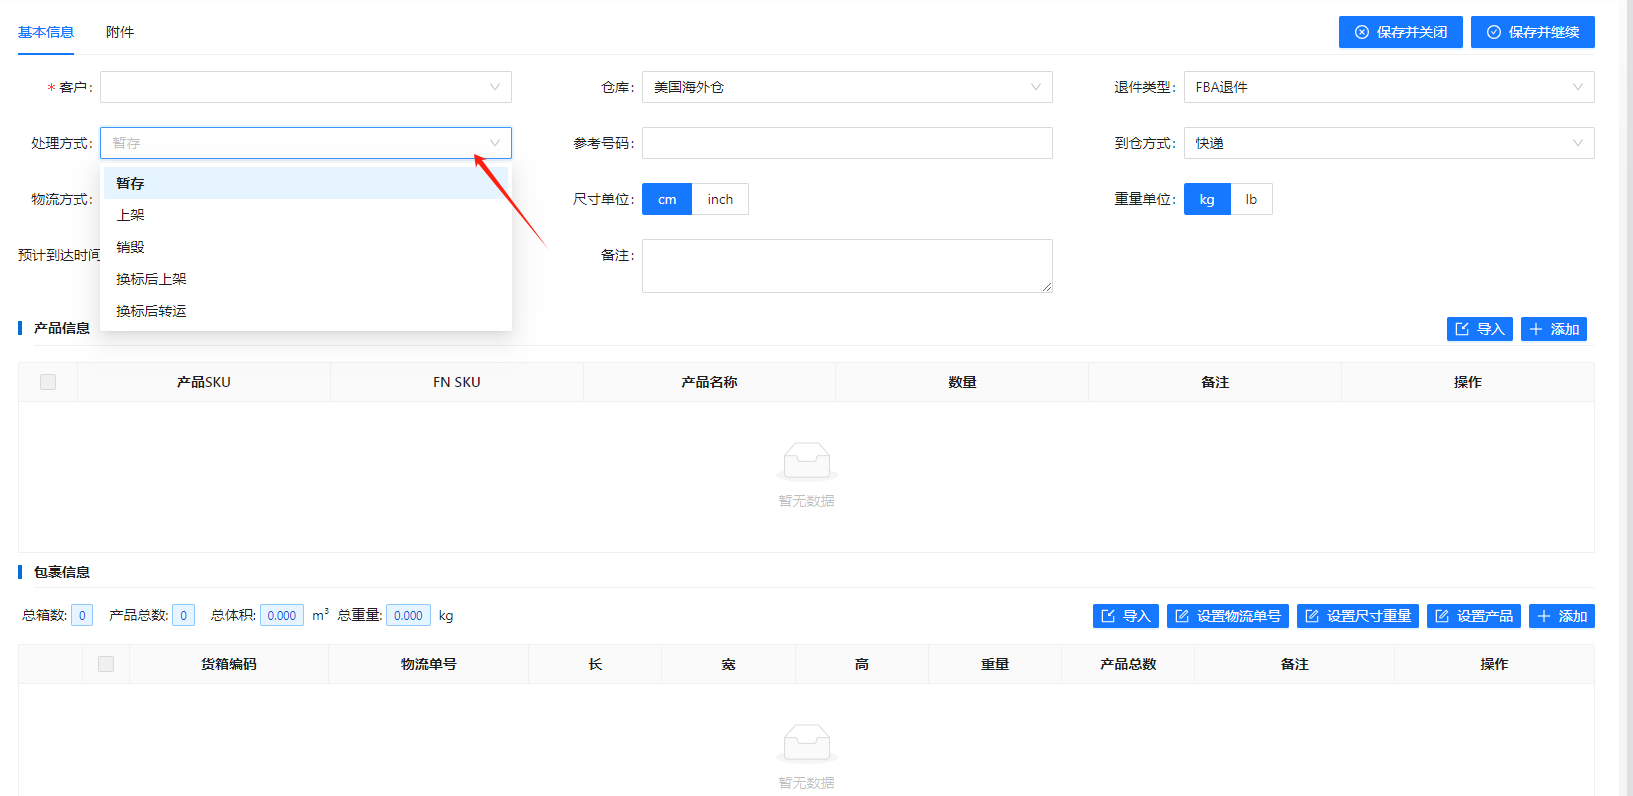 基本信息 附件 保存并关闭 保存并继续
* 客户: 仓库: 美国海外仓 退件类型: FBA退件
处理方式: 暂存 参考号码: 到仓方式: 快递
暂存
物流方式: 尺寸单位: cm inch 重量单位: kg lb
上架
销毁
预计到达时间 备注:
换标后上架
换标后转运
产品信息 导入 添加
产品SKU FN SKU 产品名称 数量 备注 操作
暂无数据
包裹信息
总箱数: 0 产品总数: 0 总体积: 0.000 m³ 总重量: 0.000 kg 导入 设置物流单号 设置尺寸重量 设置产品 添加
货箱编码 物流单号 长 宽 高 重量 产品总数 备注 操作
暂无数据